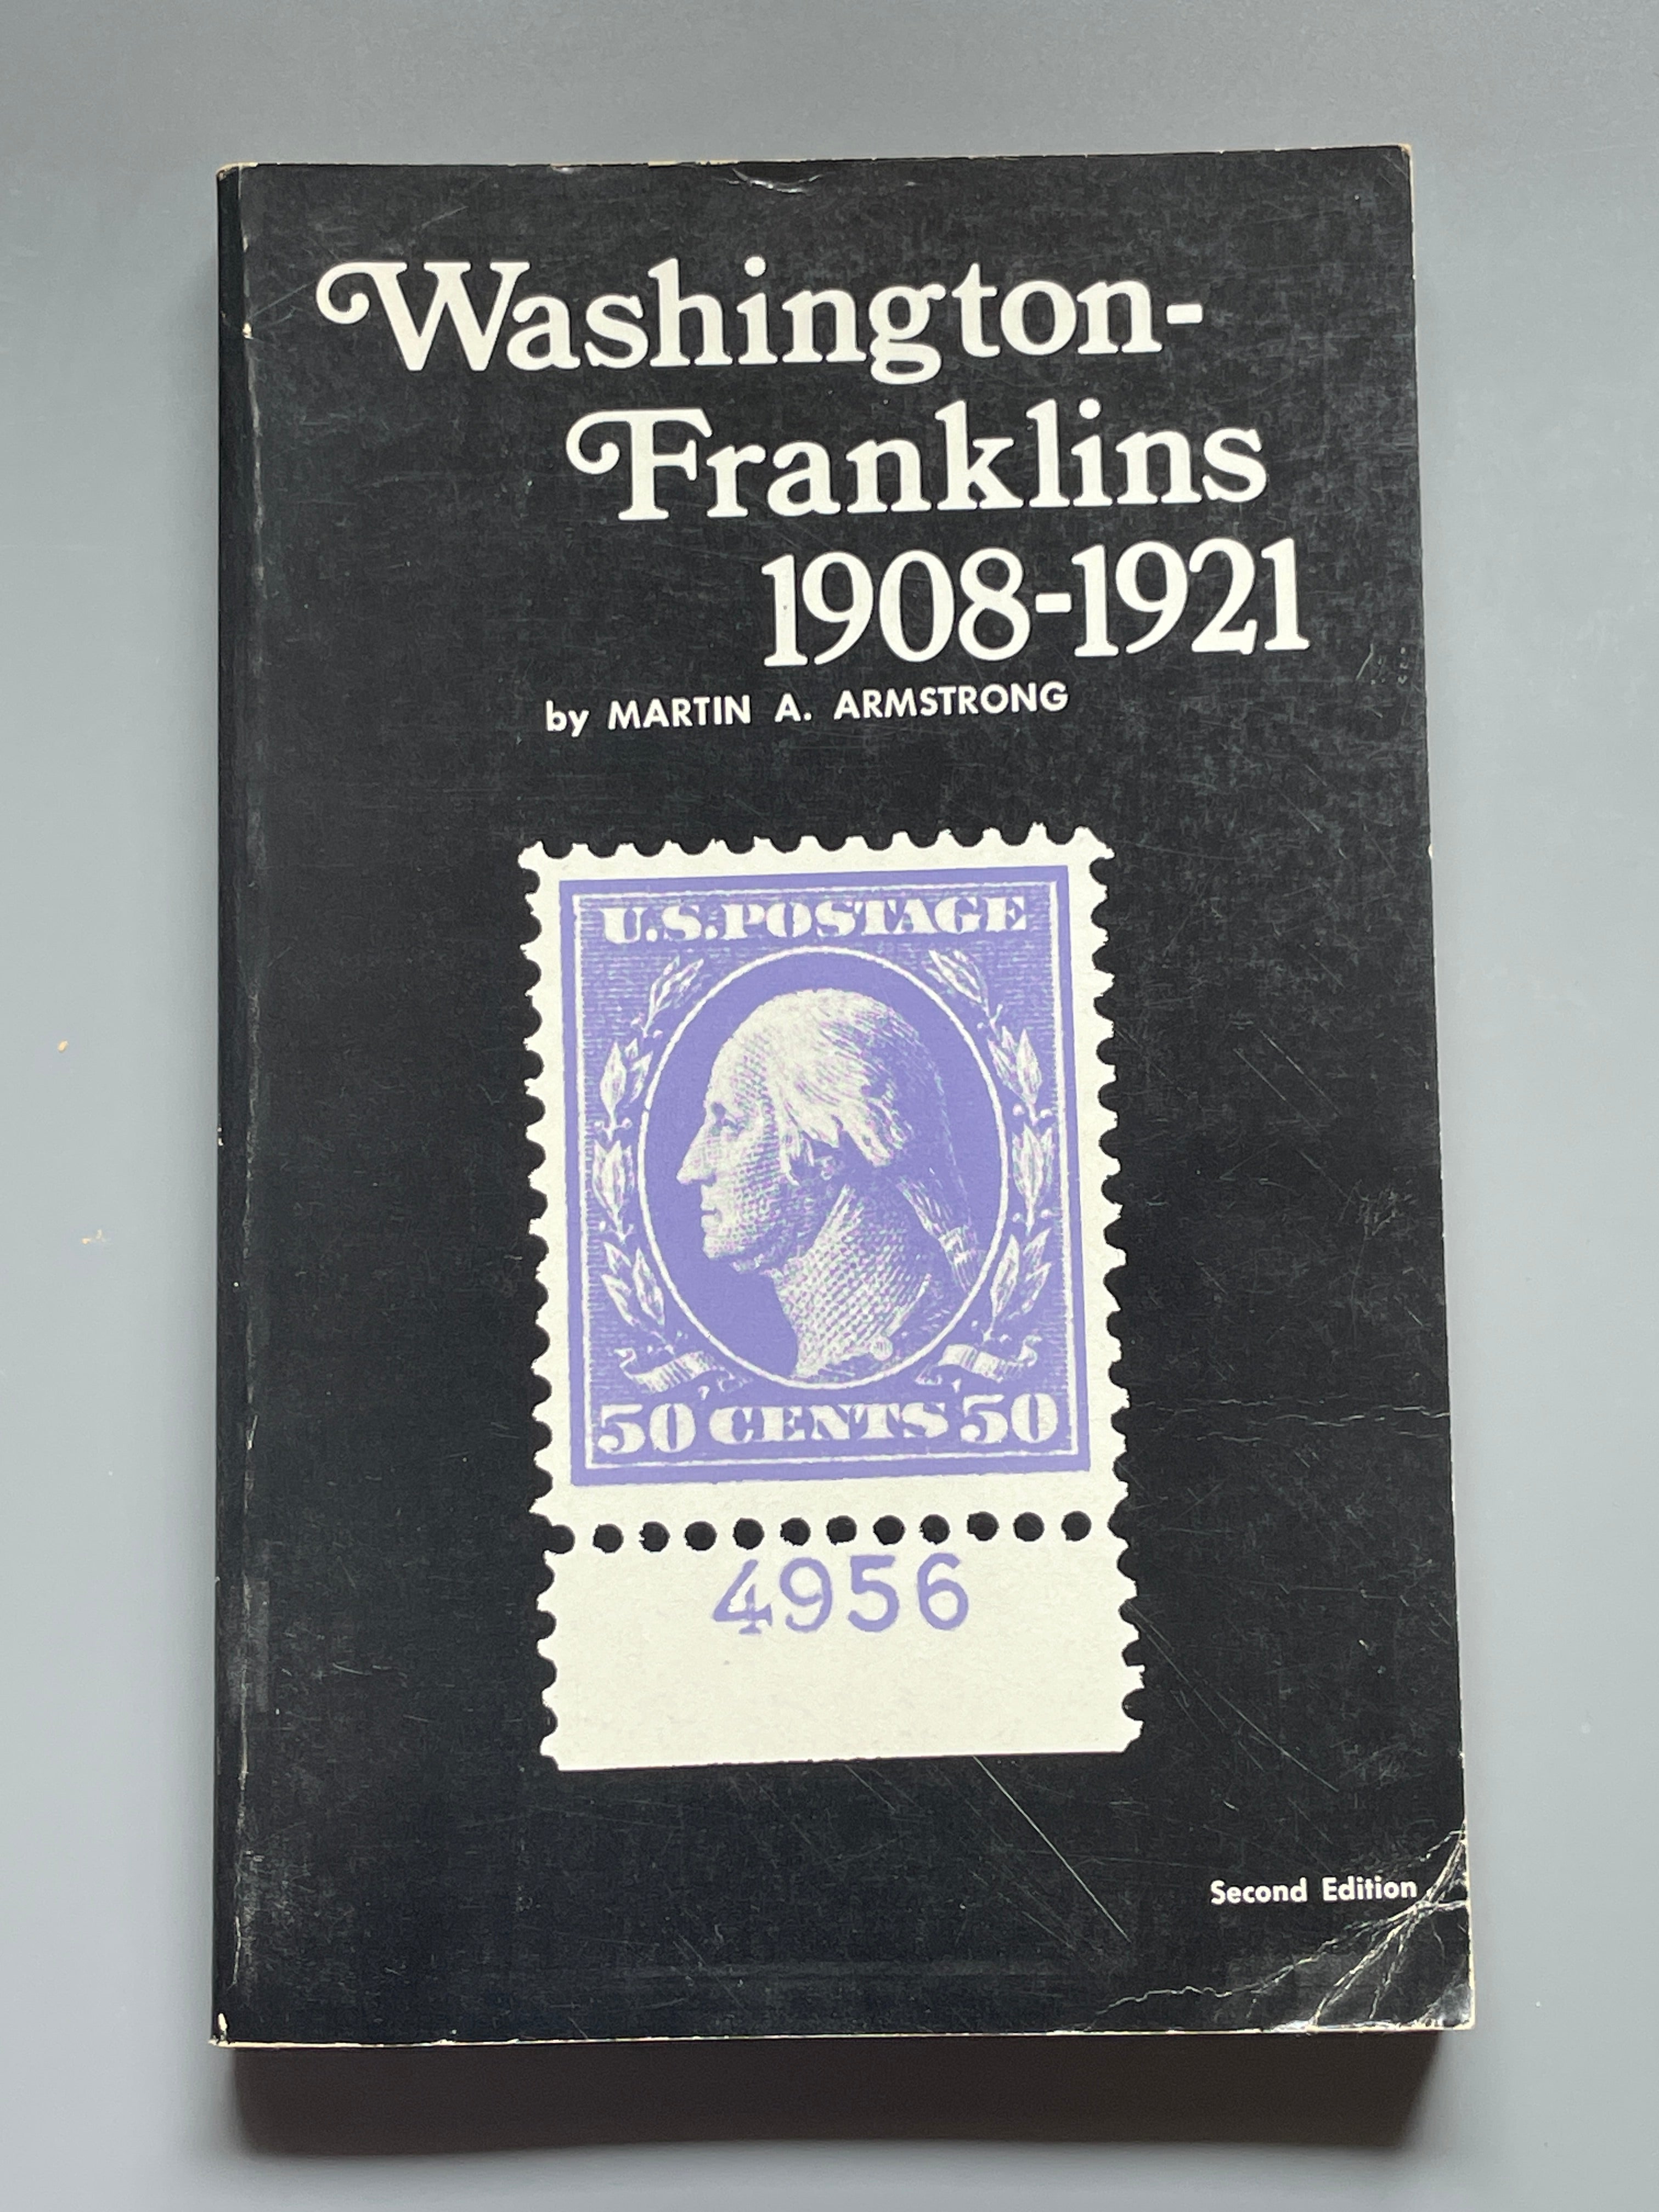 Washington-
Franklins
1908-1921
by MARTIN A. ARMSTRONG
U.S.POSTAGE
50 CENTS 50
4956
Second Edition